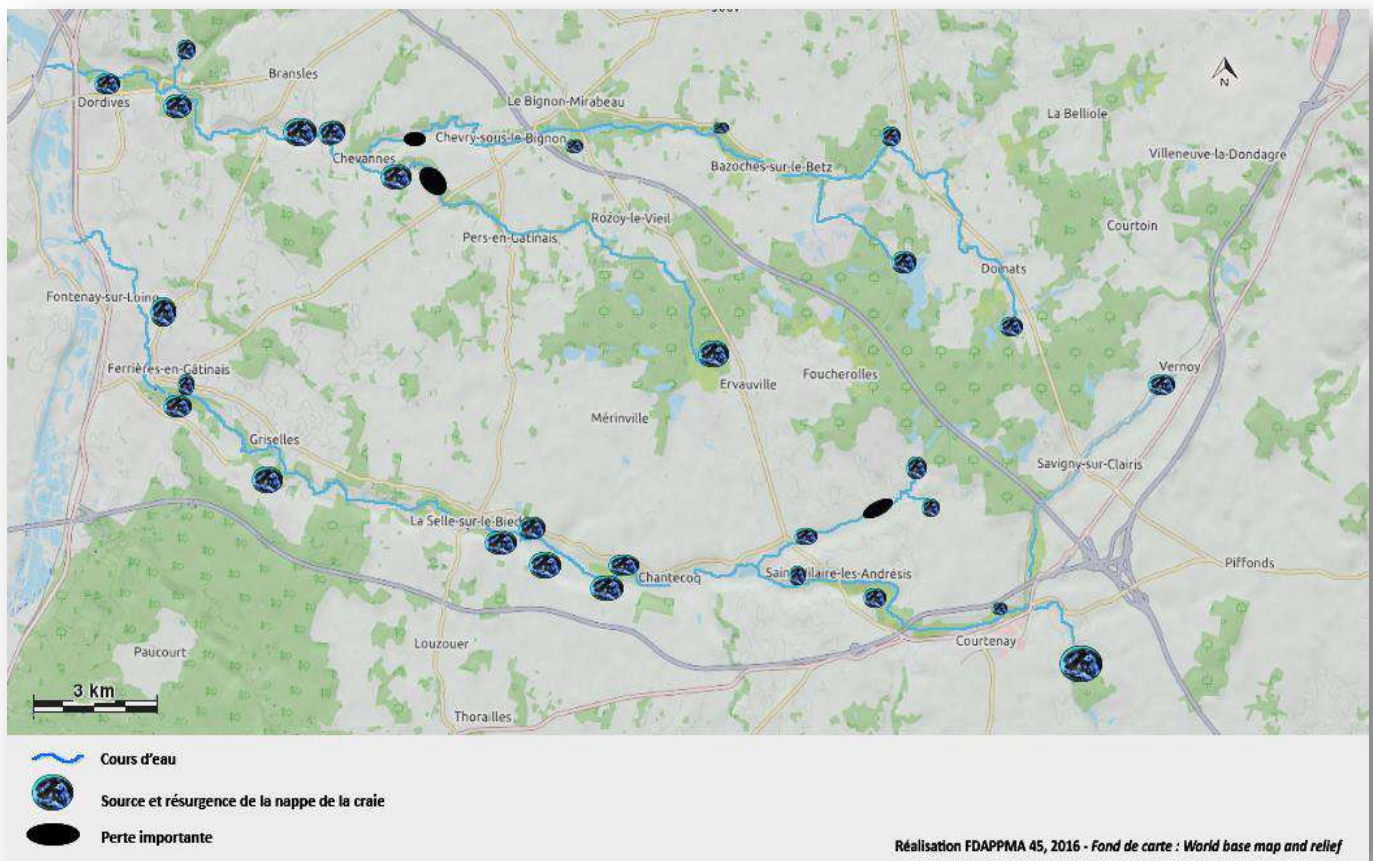 Bransles
Dordives
Le Bignon-Mirabeau
La Belliole
Chevry-sous-le Bignon
Villeneuve-la-Dondagre
Chevannes
Bazoches-sur-le-Betz
N
Rozoy-le-Vieil
Courtoin
Pers-en-Gâtinais
Domats
Fontenay-sur-Loing
Ferrières-en-Gâtinais
Ervauville
Foucherolles
Vernoy
Mérinville
Griselles
Savigny-sur-Clairis
La Selle-sur-le Bied
Piffonds
Chantecoq
Saint-Hilaire-les-Andrésis
Paucourt
Louzouer
Courtenay
3 km
Thorailles
Cours d'eau
Source et résurgence de la nappe de la craie
Perte importante
Réalisation FDAPPMA 45, 2016 - Fond de carte : World base map and relief